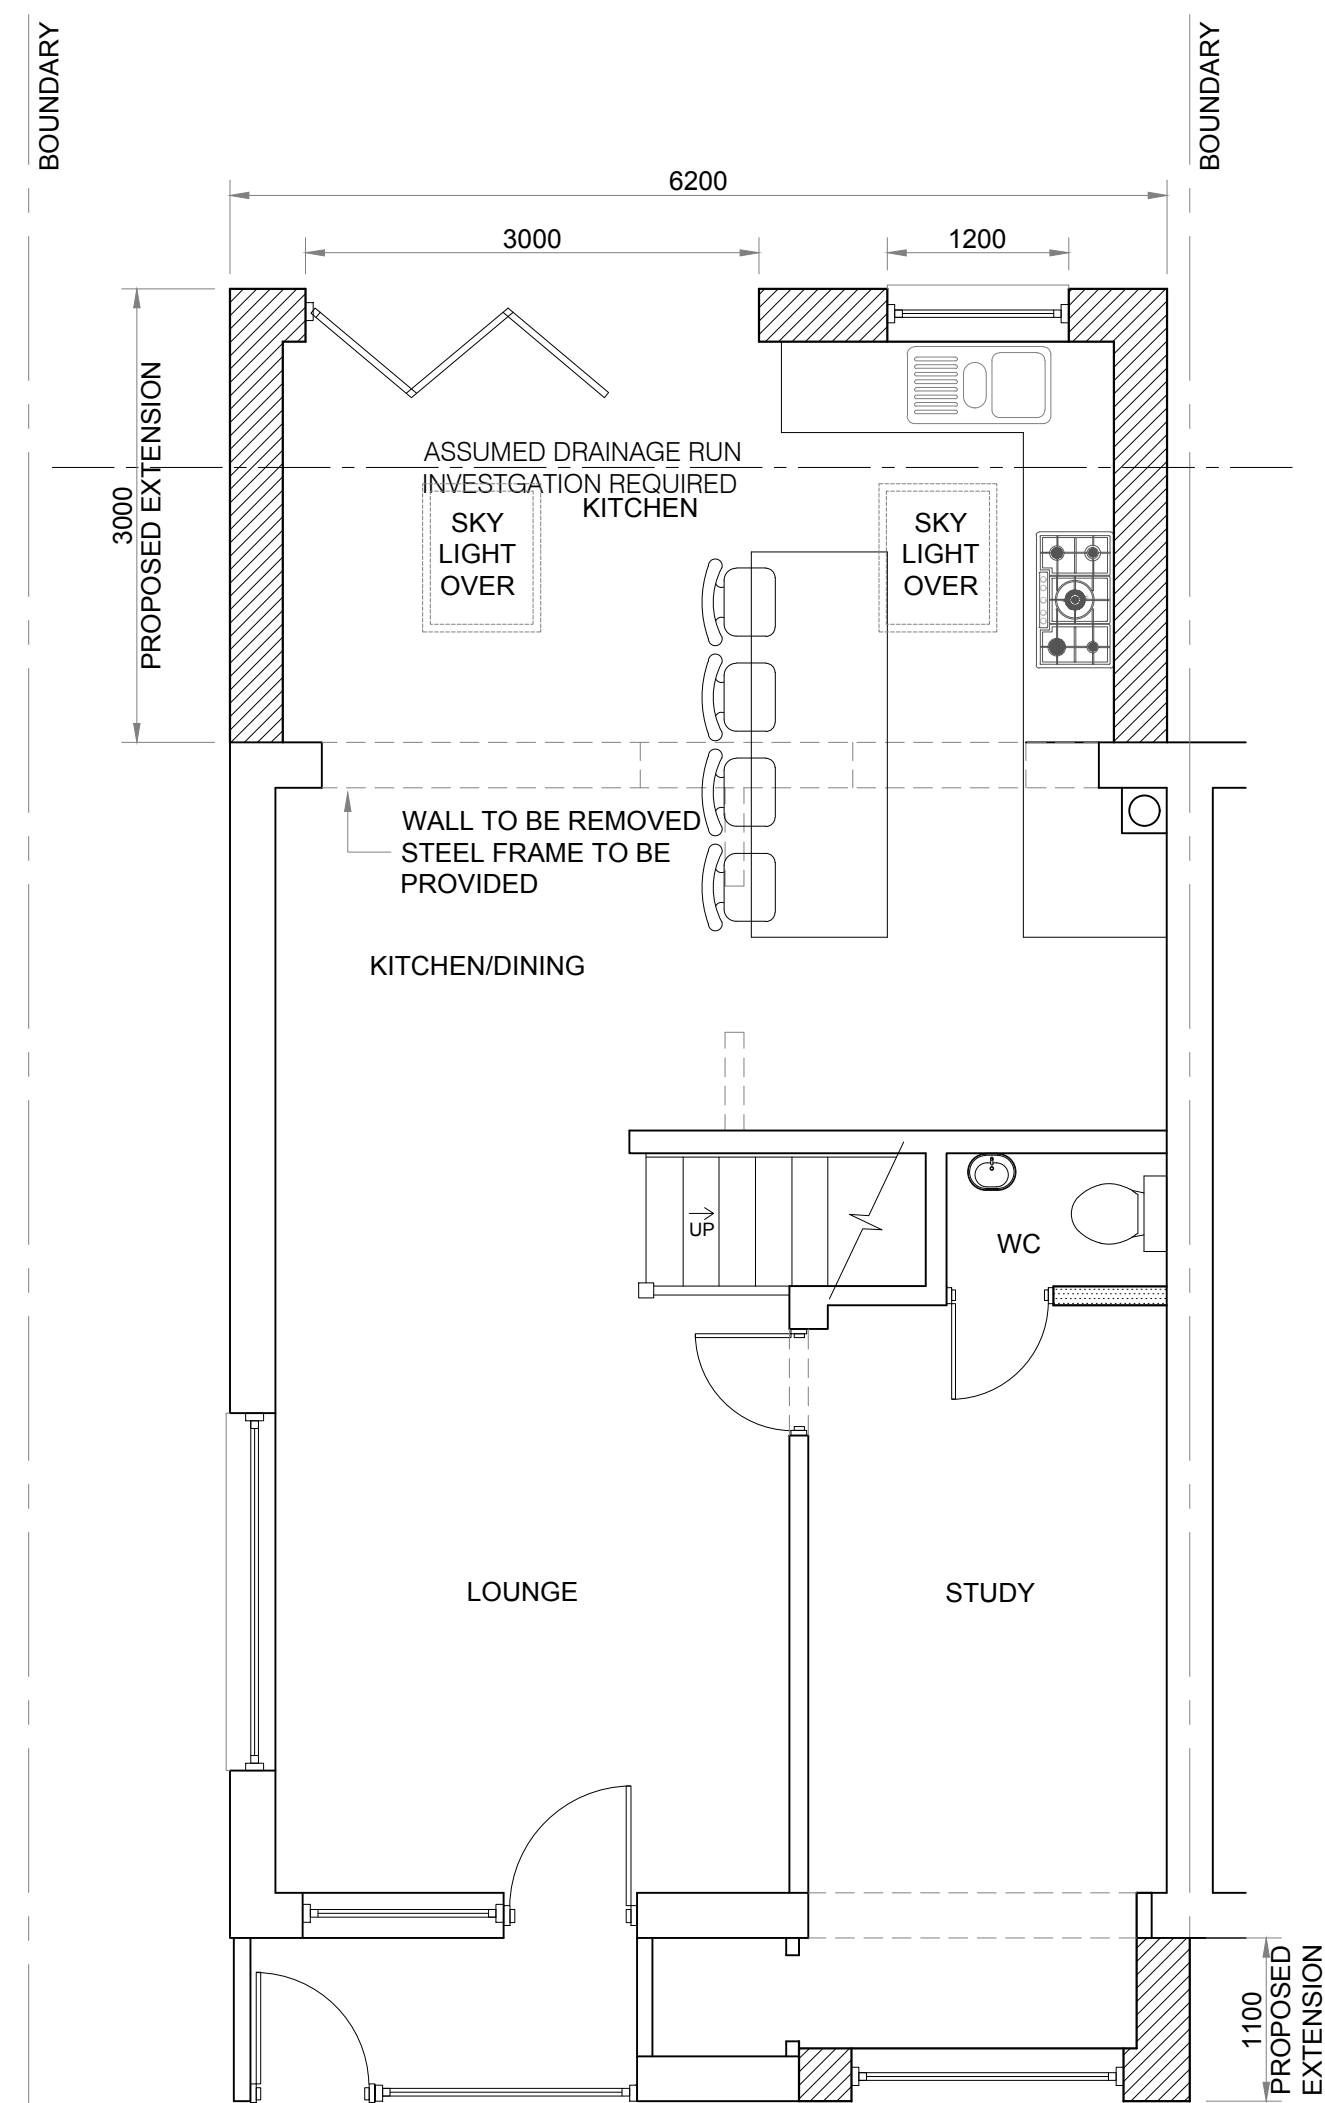 BOUNDARY
BOUNDARY
6200
3000
1200
3000
PROPOSED EXTENSION
ASSUMED DRAINAGE RUN
INVESTGATION REQUIRED
KITCHEN
SKY
LIGHT
OVER
SKY
LIGHT
OVER
WALL TO BE REMOVED
STEEL FRAME TO BE
PROVIDED
KITCHEN/DINING
UP
WC
LOUNGE
STUDY
1100
PROPOSED
EXTENSION